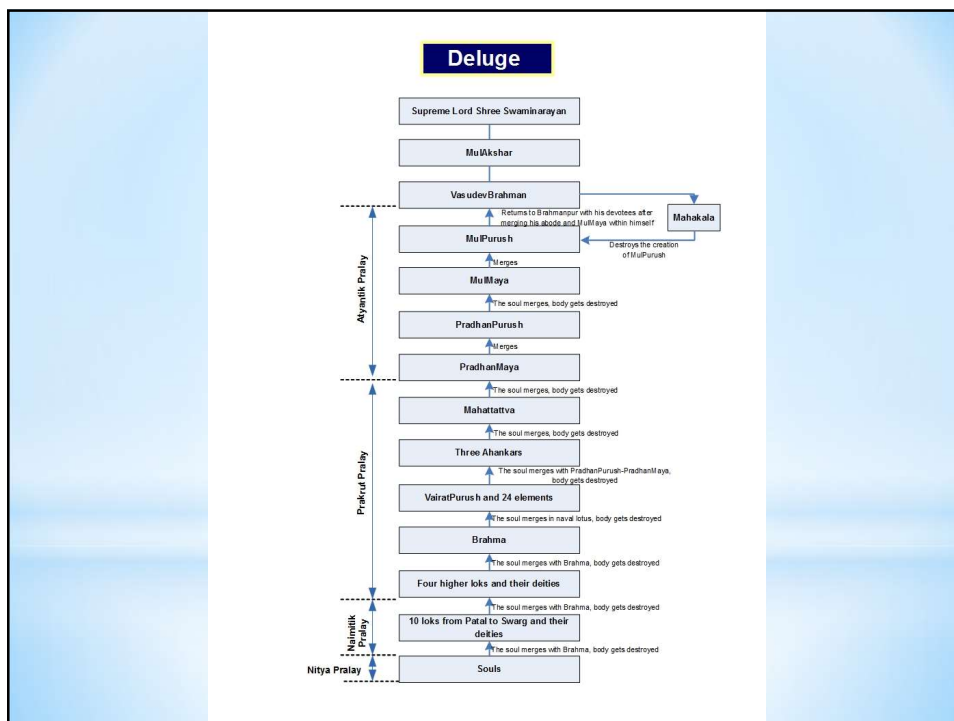 Deluge
Supreme Lord Shree Swaminarayan
MulAkshar
VasudevBrahman
Returns to Brahmanpur with his devotees after
merging his abode and MulMaya within himself
Mahakala
MulPurush
Destroys the creation
of MulPurush
Merges
MulMaya
The soul merges, body gets destroyed
PradhanPurush
Merges
PradhanMaya
Atyantik Pralay
The soul merges, body gets destroyed
Mahattattva
The soul merges, body gets destroyed
Three Ahankars
The soul merges with PradhanPurush-PradhanMaya,
body gets destroyed
VairatPurush and 24 elements
The soul merges in naval lotus, body gets destroyed
Brahma
The soul merges with Brahma, body gets destroyed
Four higher loks and their deities
Prakrut Pralay
The soul merges with Brahma, body gets destroyed
10 loks from Patal to Swarg and their
deities
Naimitik
Pralay
The soul merges with Brahma, body gets destroyed
Nitya Pralay
Souls